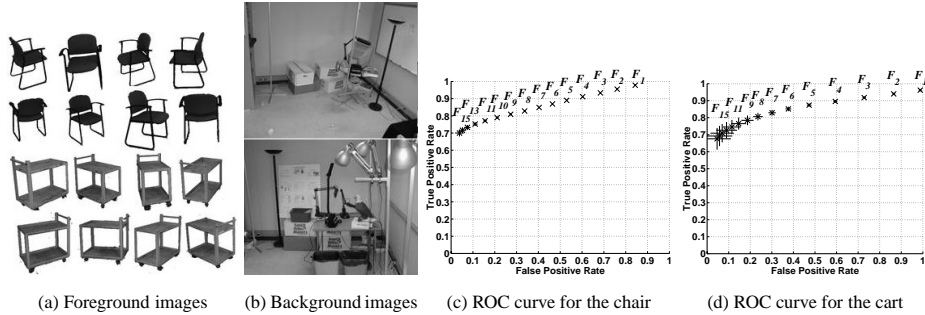 1
0.9
0.8
0.7
0.6
0.5
0.4
0.3
0.2
0.1
0
True Positive Rate
F15 F13 F11 F10 F9 F8 F7 F6 F5 F4 F3 F2 F1
0 0.1 0.2 0.3 0.4 0.5 0.6 0.7 0.8 0.9 1
False Positive Rate
1
0.9
0.8
0.7
0.6
0.5
0.4
0.3
0.2
0.1
0
True Positive Rate
F15 F11 F9 F8 F7 F6 F5 F4 F3 F2
0 0.1 0.2 0.3 0.4 0.5 0.6 0.7 0.8 0.9
False Positive Rate
(a) Foreground images
(b) Background images
(c) ROC curve for the chair
(d) ROC curve for the cart